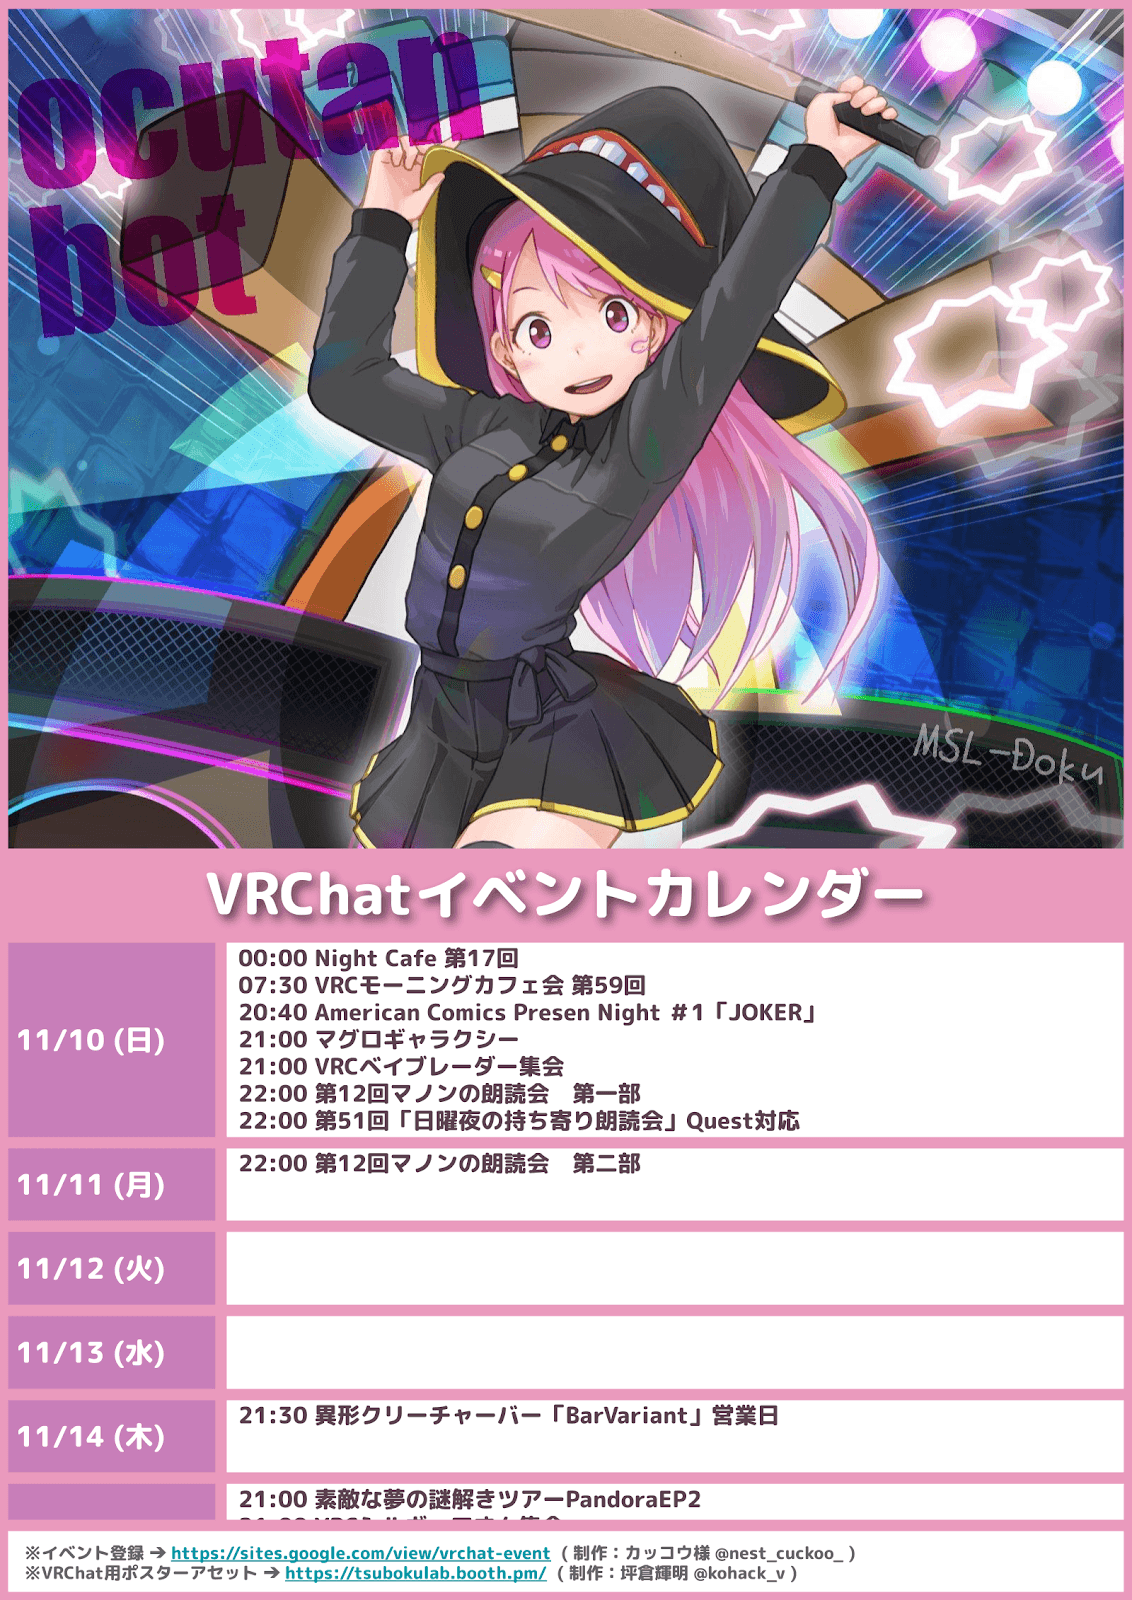 ocutan
bot
MSL-Doku
VRChatイベントカレンダー
11/10 (日)
00:00 Night Cafe 第17回
07:30 VRCモーニングカフェ会 第59回
20:40 American Comics Presen Night ＃1「JOKER」
21:00 マグロギャラクシー
21:00 VRCベイブレーダー集会
22:00 第12回マノンの朗読会　第一部
22:00 第51回「日曜夜の持ち寄り朗読会」Quest対応
11/11 (月)
22:00 第12回マノンの朗読会　第二部
11/12 (火)
11/13 (水)
11/14 (木)
21:30 異形クリーチャーバー「BarVariant」営業日
21:00 素敵な夢の謎解きツアーPandoraEP2
※イベント登録 → https://sites.google.com/view/vrchat-event ( 制作：カッコウ様 @nest_cuckoo_ )
※VRChat用ポスターアセット → https://tsubokulab.booth.pm/ ( 制作：坪倉輝明 @kohack_v )